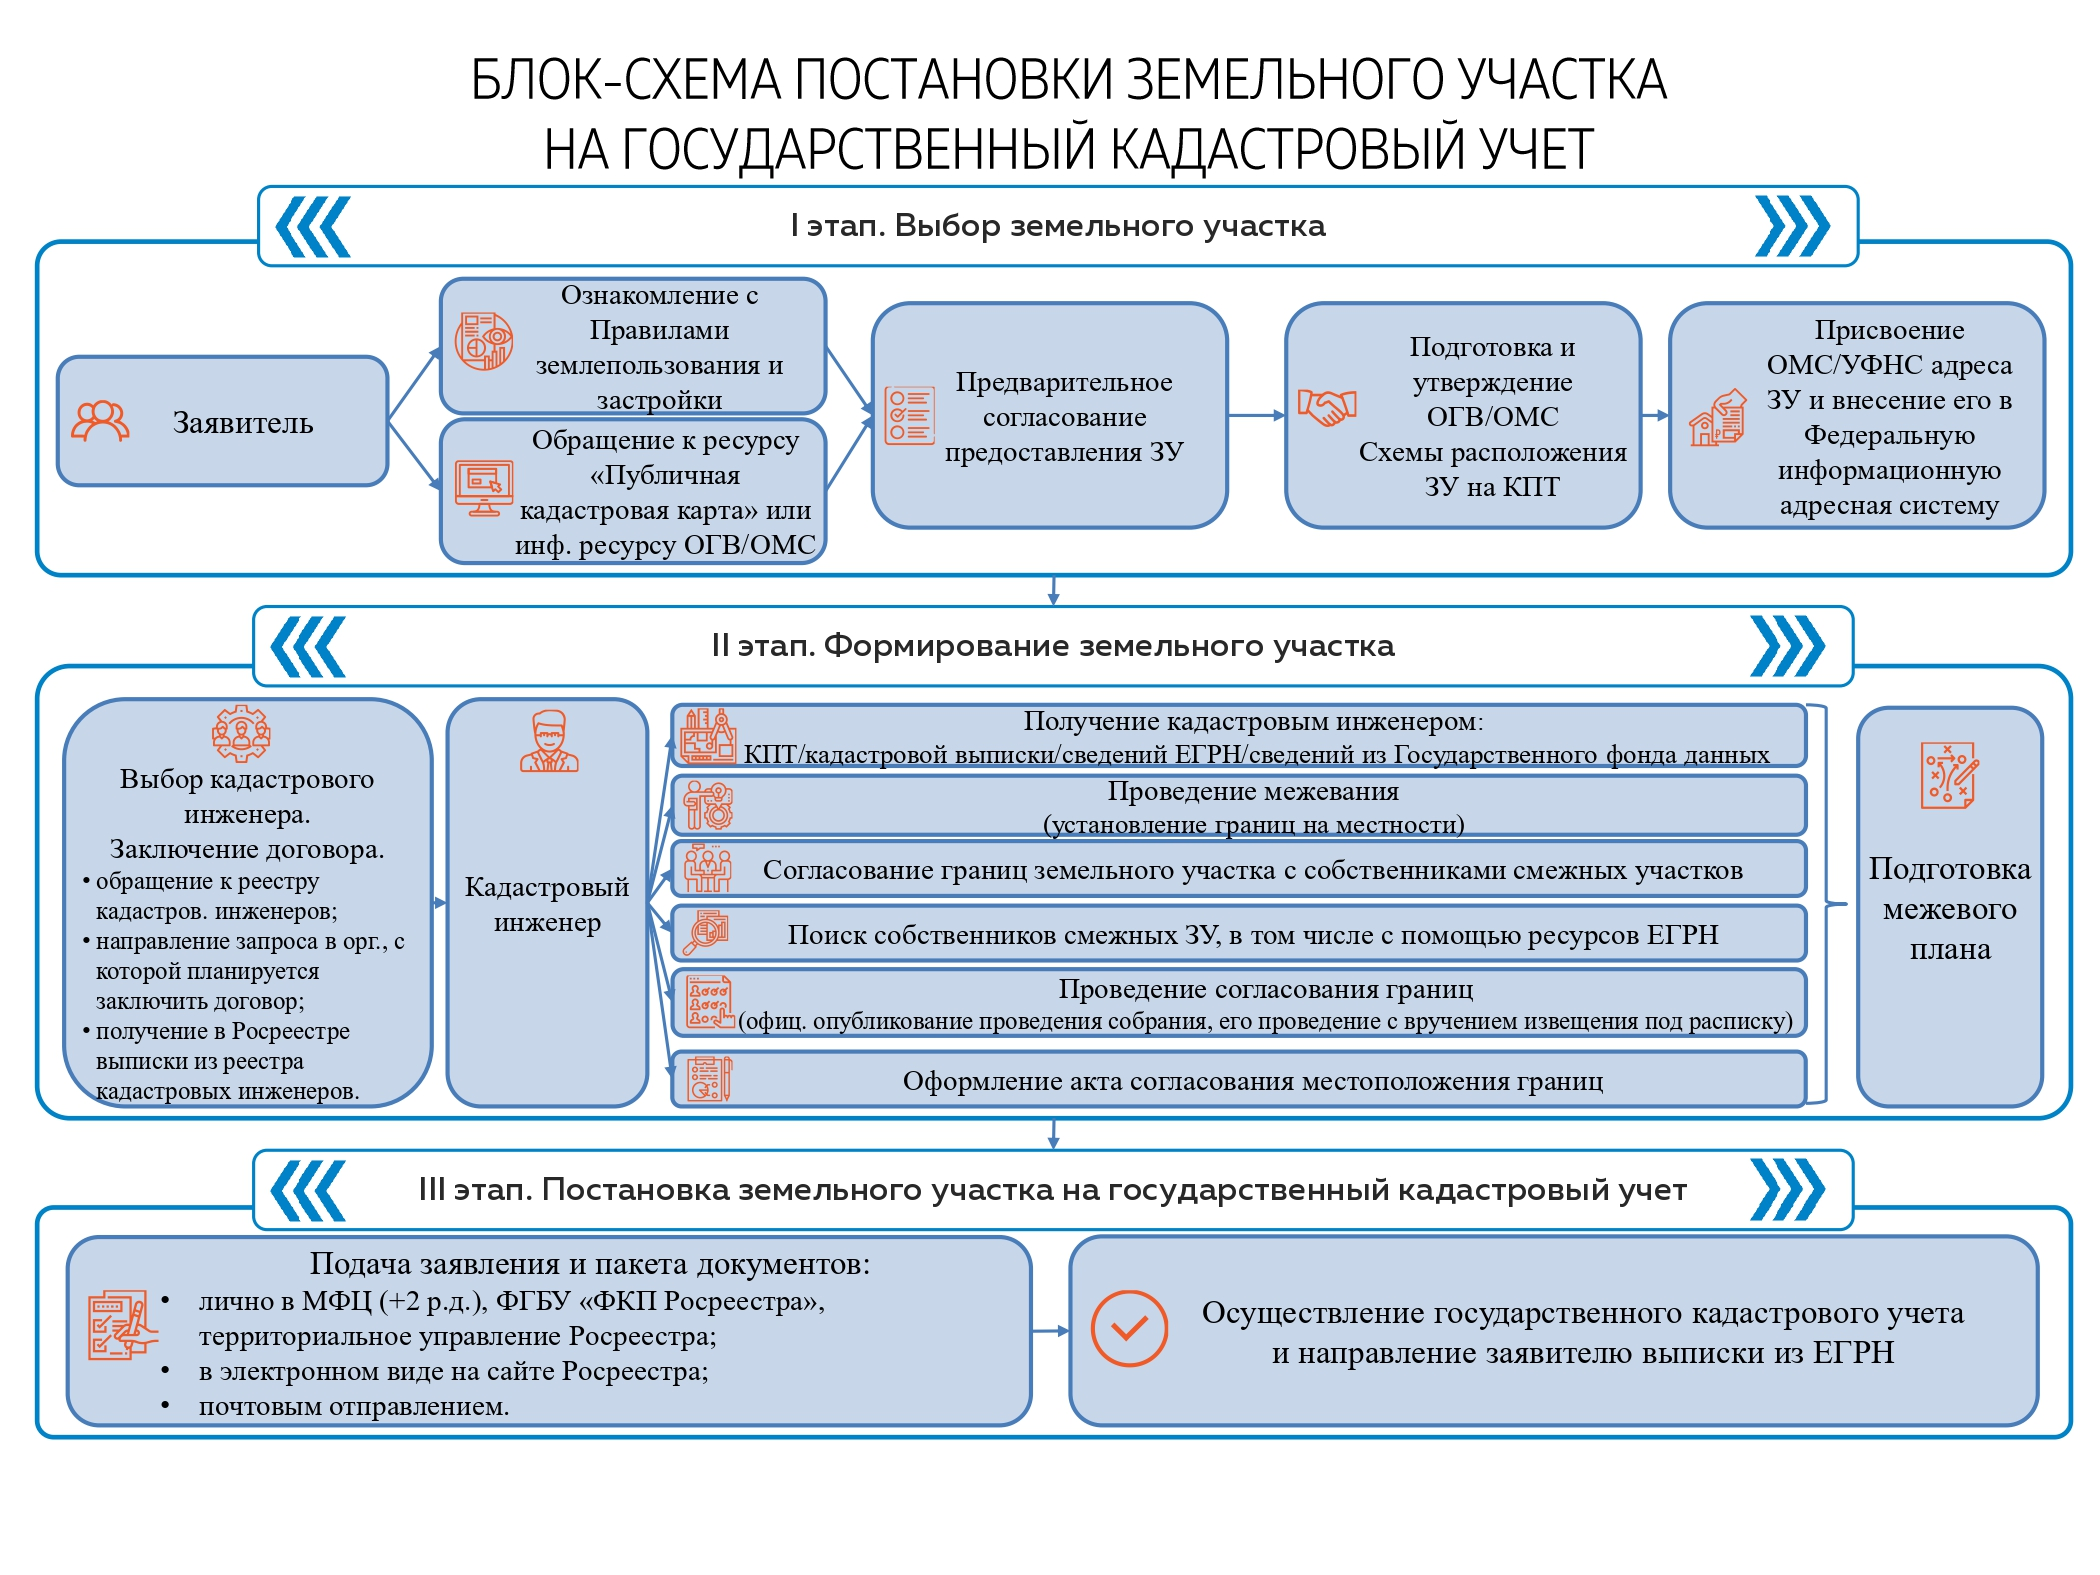 БЛОК-СХЕМА ПОСТАНОВКИ ЗЕМЕЛЬНОГО УЧАСТКА
НА ГОСУДАРСТВЕННЫЙ КАДАСТРОВЫЙ УЧЕТ
I этап. Выбор земельного участка
Заявитель
Ознакомление с
Правилами
землепользования и
застройки
Обращение к ресурсу
«Публичная
кадастровая карта» или
инф. ресурсу ОГВ/ОМС
Предварительное
согласование
предоставления ЗУ
Подготовка и
утверждение
ОГВ/ОМС
Схемы расположения
ЗУ на КПТ
Присвоение
ОМС/УФНС адреса
ЗУ и внесение его в
Федеральную
информационную
адресная систему
II этап. Формирование земельного участка
Выбор кадастрового
инженера.
Заключение договора.
• обращение к реестру
кадастров. инженеров;
• направление запроса в орг., с
которой планируется
заключить договор;
• получение в Росреестре
выписки из реестра
кадастровых инженеров.
Кадастровый
инженер
Получение кадастровым инженером:
КПТ/кадастровой выписки/сведений ЕГРН/сведений из Государственного фонда данных
Проведение межевания
(установление границ на местности)
Согласование границ земельного участка с собственниками смежных участков
Поиск собственников смежных ЗУ, в том числе с помощью ресурсов ЕГРН
Проведение согласования границ
(офиц. опубликование проведения собрания, его проведение с вручением извещения под расписку)
Оформление акта согласования местоположения границ
Подготовка
межевого
плана
III этап. Постановка земельного участка на государственный кадастровый учет
Подача заявления и пакета документов:
• лично в МФЦ (+2 р.д.), ФГБУ «ФКП Росреестра»,
территориальное управление Росреестра;
• в электронном виде на сайте Росреестра;
• почтовым отправлением.
Осуществление государственного кадастрового учета
и направление заявителю выписки из ЕГРН